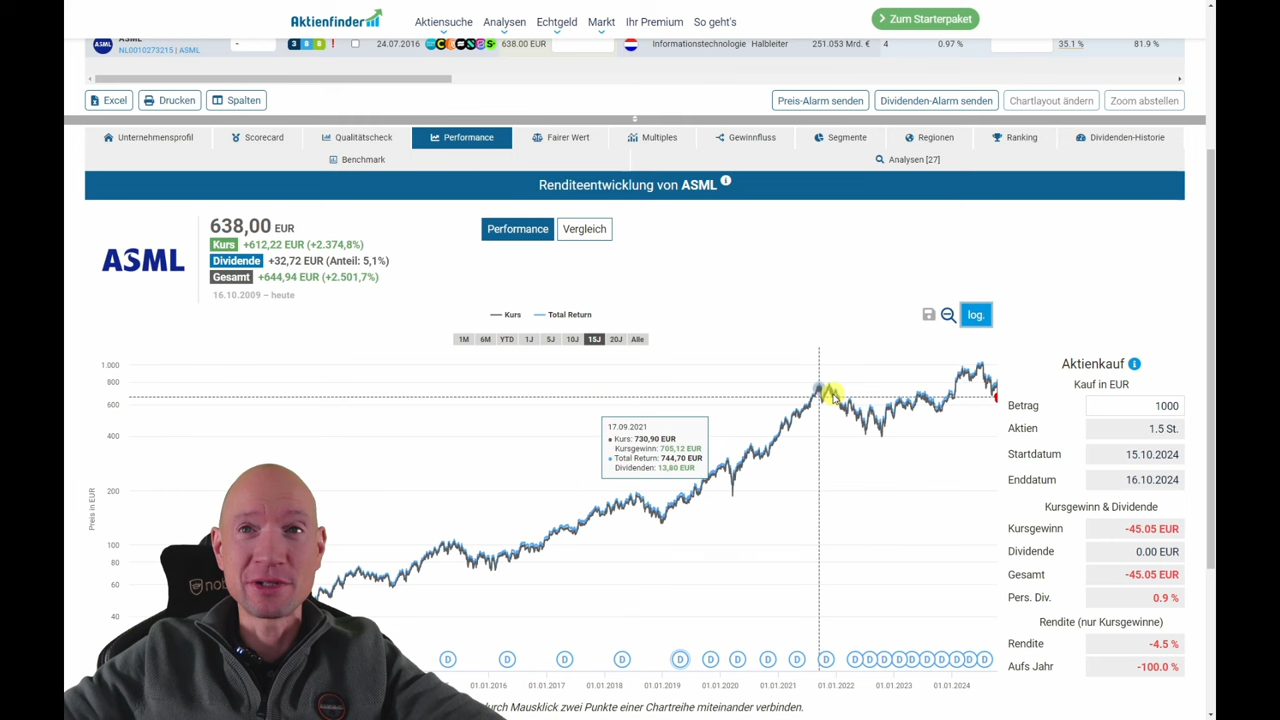 Aktienfinder
Aktiensuche Analysen Echtgeld Markt Ihr Premium So geht's
Zum Starterpaket
ASML
NL0010273215 | ASML
- 3 8 8 ! 24.07.2016 638.00 EUR Informationstechnologie Halbleiter 251.053 Mrd. € 4 0.97 % 35.1 % 81.9 %
Excel Drucken Spalten
Preis-Alarm senden Dividenden-Alarm senden Chartlayout ändern Zoom abstellen
Unternehmensprofil Scorecard Qualitätscheck Performance Fairer Wert Multiples Gewinnfluss Segmente Regionen Ranking Dividenden-Historie
Benchmark Analysen [27]
Renditeentwicklung von ASML
ASML
638,00 EUR
Kurs +612,22 EUR (+2.374,8%)
Dividende +32,72 EUR (Anteil: 5,1%)
Gesamt +644,94 EUR (+2.501,7%)
16.10.2009 – heute
Performance Vergleich
Kurs Total Return
log.
1M 6M YTD 1J 5J 10J 15J 20J Alle
Preis in EUR
1.000
800
600
400
200
100
80
60
40
17.09.2021
Kurs: 730,90 EUR
Kursgewinn: 705,12 EUR
Total Return: 744,70 EUR
Dividenden: 13,80 EUR
D D D D D D D D D D D D D D D D D D D D
01.01.2016 01.01.2017 01.01.2018 01.01.2019 01.01.2020 01.01.2021 01.01.2022 01.01.2023 01.01.2024
durch Mausklick zwei Punkte einer Chartreihe miteinander verbinden.
Aktienkauf
Kauf in EUR
Betrag 1000
Aktien 1.5 St.
Startdatum 15.10.2024
Enddatum 16.10.2024
Kursgewinn & Dividende
Kursgewinn -45.05 EUR
Dividende 0.00 EUR
Gesamt -45.05 EUR
Pers. Div. 0.9 %
Rendite (nur Kursgewinne)
Rendite -4.5 %
Aufs Jahr -100.0 %